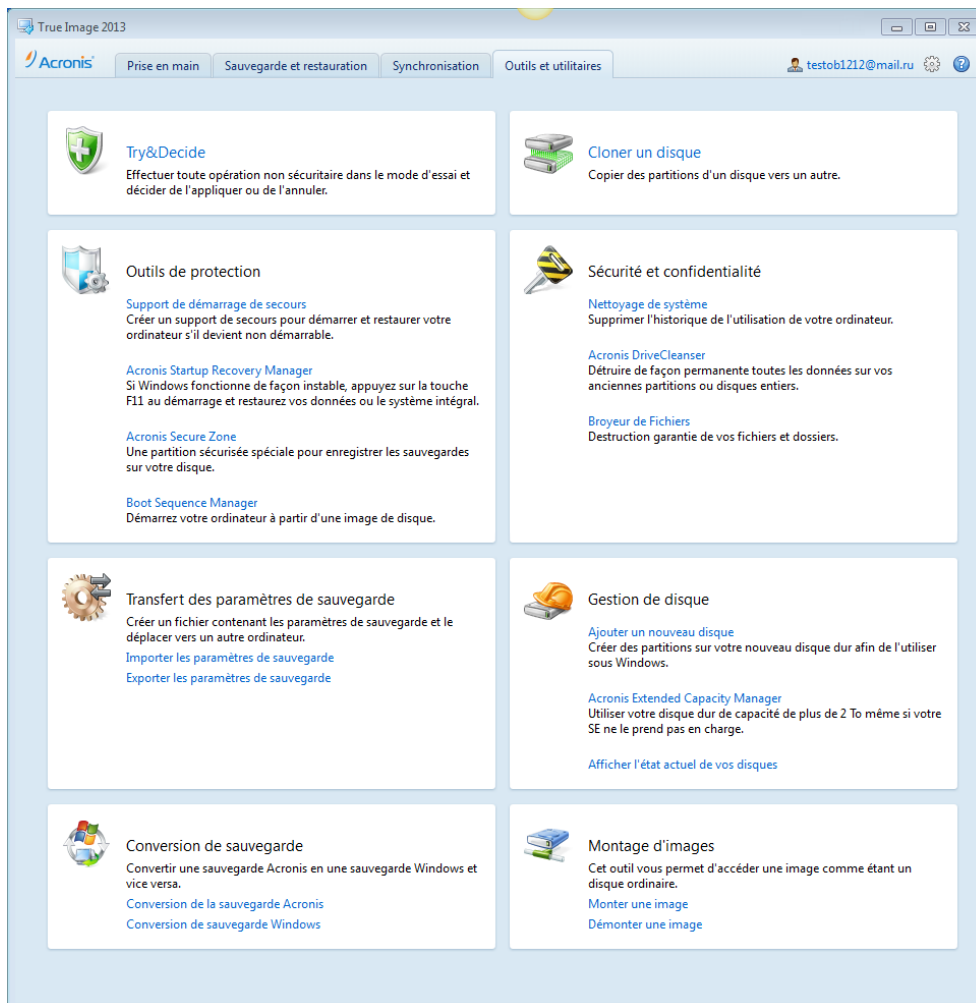 True Image 2013
Acronis
Prise en main
Sauvegarde et restauration
Synchronisation
Outils et utilitaires
testob1212@mail.ru
Try&Decide
Effectuer toute opération non sécuritaire dans le mode d'essai et
décider de l'appliquer ou de l'annuler.
Cloner un disque
Copier des partitions d'un disque vers un autre.
Outils de protection
Support de démarrage de secours
Créer un support de secours pour démarrer et restaurer votre
ordinateur s'il devient non démarrable.
Acronis Startup Recovery Manager
Si Windows fonctionne de façon instable, appuyez sur la touche
F11 au démarrage et restaurez vos données ou le système intégral.
Acronis Secure Zone
Une partition sécurisée spéciale pour enregistrer les sauvegardes
sur votre disque.
Boot Sequence Manager
Démarrez votre ordinateur à partir d'une image de disque.
Sécurité et confidentialité
Nettoyage de système
Supprimer l'historique de l'utilisation de votre ordinateur.
Acronis DriveCleanser
Détruire de façon permanente toutes les données sur vos
anciennes partitions ou disques entiers.
Broyeur de Fichiers
Destruction garantie de vos fichiers et dossiers.
Transfert des paramètres de sauvegarde
Créer un fichier contenant les paramètres de sauvegarde et le
déplacer vers un autre ordinateur.
Importer les paramètres de sauvegarde
Exporter les paramètres de sauvegarde
Gestion de disque
Ajouter un nouveau disque
Créer des partitions sur votre nouveau disque dur afin de l'utiliser
sous Windows.
Acronis Extended Capacity Manager
Utiliser votre disque dur de capacité de plus de 2 To même si votre
SE ne le prend pas en charge.
Afficher l'état actuel de vos disques
Conversion de sauvegarde
Convertir une sauvegarde Acronis en une sauvegarde Windows et
vice versa.
Conversion de la sauvegarde Acronis
Conversion de sauvegarde Windows
Montage d'images
Cet outil vous permet d'accéder une image comme étant un
disque ordinaire.
Monter une image
Démonter une image